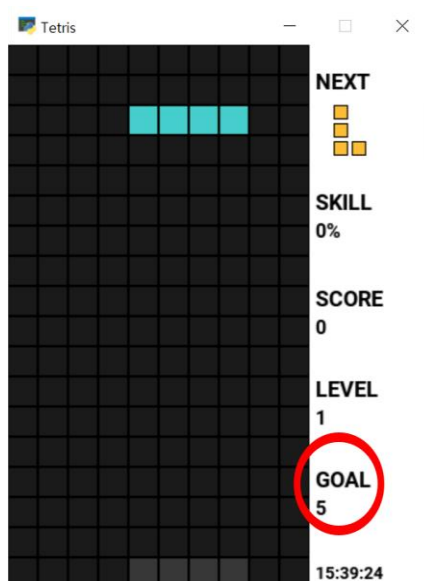 Tetris
NEXT
SKILL
0%
SCORE
0
LEVEL
1
GOAL
5
15:39:24